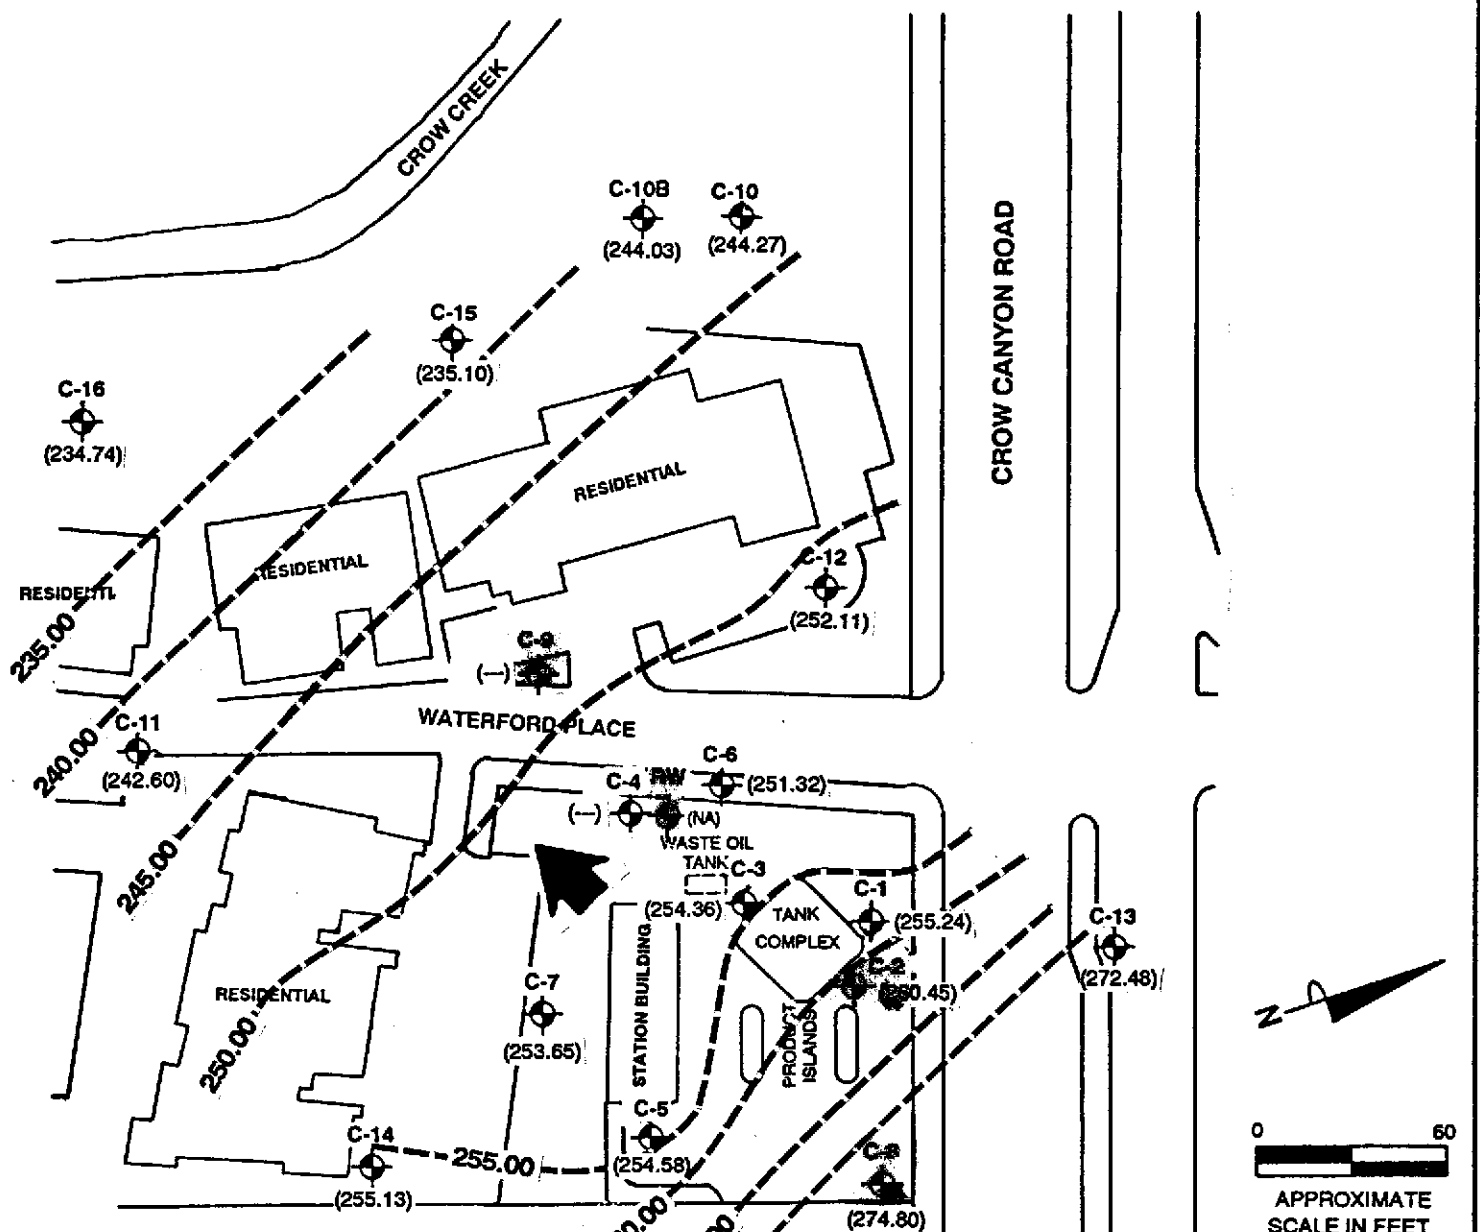 CROW CREEK
C-10B
C-10
(244.03)
(244.27)
C-15
(235.10)
C-16
(234.74)
CROW CANYON ROAD
RESIDENTIAL
RESIDENTIAL
RESIDENTI
C-12
(252.11)
235.00
C-9
(---)
WATERFORD PLACE
C-11
(242.60)
240.00
C-6
(251.32)
C-4
RW
(---)
(NA)
WASTE OIL
TANK
C-3
(254.36)
TANK
COMPLEX
C-1
(255.24)
245.00
C-13
(272.48)
C-7
(253.65)
STATION BUILDING
PRODUCT
ISLANDS
RESIDENTIAL
250.00
N
C-5
(254.58)
C-14
(255.13)
255.00
(274.80)
0 60
APPROXIMATE
SCALE IN FEET